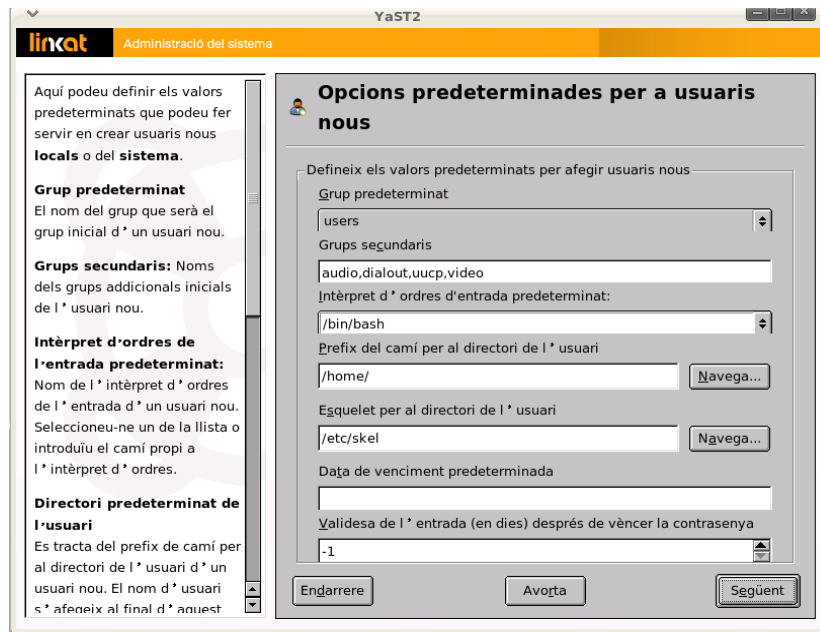 YaST2
linkat
Administració del sistema
Aquí podeu definir els valors
predeterminats que podeu fer
servir en crear usuaris nous
locals o del sistema.
Grup predeterminat
El nom del grup que serà el
grup inicial d’un usuari nou.
Grups secundaris: Noms
dels grups addicionals inicials
de l’usuari nou.
Intèrpret d’ordres de
l’entrada predeterminat:
Nom de l’intèrpret d’ordres
de l’entrada d’un usuari nou.
Seleccioneu-ne un de la llista o
introduïu el camí propi a
l’intèrpret d’ordres.
Directori predeterminat de
l’usuari
Es tracta del prefix de camí per
al directori de l’usuari d’un
usuari nou. El nom d’usuari
s’afegeix al final d’aquest
Opcions predeterminades per a usuaris
nous
Defineix els valors predeterminats per afegir usuaris nous
Grup predeterminat
users
Grups secundaris
audio,dialout,uucp,video
Intèrpret d’ordres d'entrada predeterminat:
/bin/bash
Prefix del camí per al directori de l’usuari
/home/
Navega...
Esquelet per al directori de l’usuari
/etc/skel
Navega...
Data de venciment predeterminada
Validesa de l’entrada (en dies) després de vèncer la contrasenya
-1
Endarrere
Avorta
Següent